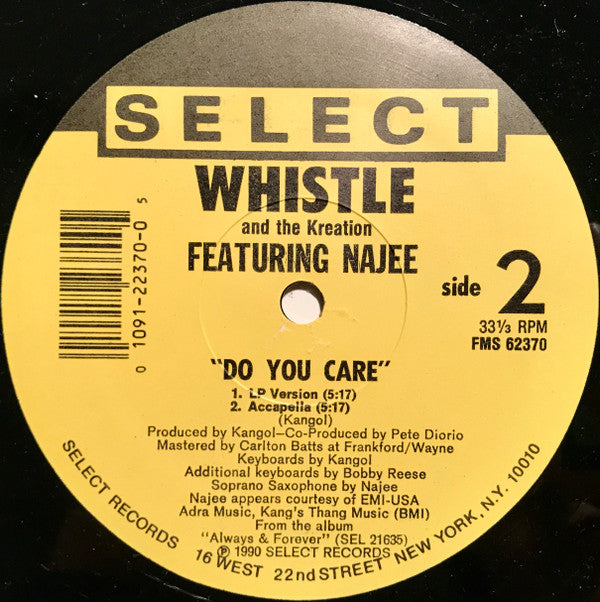 SELECT
WHISTLE
and the Kreation
FEATURING NAJEE
side 2
33⅓ RPM
FMS 62370
0 1091-22370-0 5
"DO YOU CARE"
1. LP Version (5:17)
2. Accapella (5:17)
(Kangol)
Produced by Kangol–Co-Produced by Pete Diorio
Mastered by Carlton Batts at Frankford/Wayne
Keyboards by Kangol
Additional keyboards by Bobby Reese
Soprano Saxophone by Najee
Najee appears courtesy of EMI-USA
Adra Music, Kang's Thang Music (BMI)
From the album
"Always & Forever" (SEL 21635)
℗ 1990 SELECT RECORDS
SELECT RECORDS 16 WEST 22nd STREET NEW YORK, N.Y. 10010